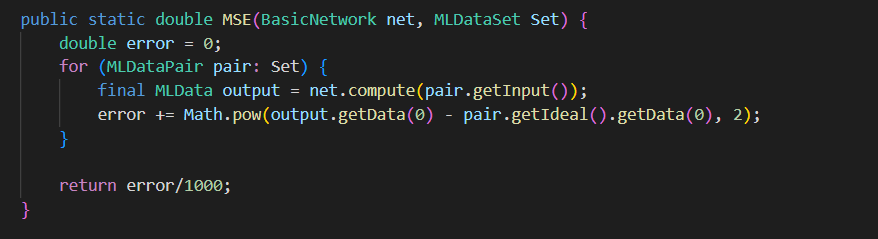 public static double MSE(BasicNetwork net, MLDataSet Set) {
    double error = 0;
    for (MLDataPair pair: Set) {
        final MLData output = net.compute(pair.getInput());
        error += Math.pow(output.getData(0) - pair.getIdeal().getData(0), 2);
    }

    return error/1000;
}